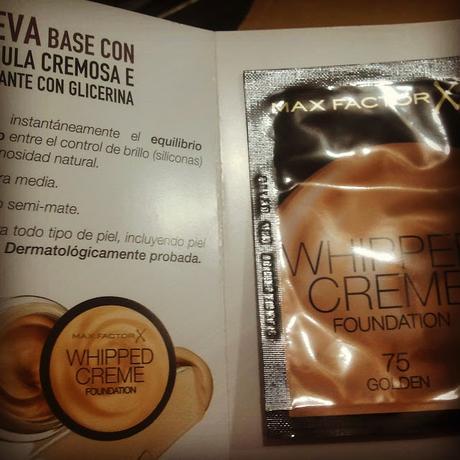 EVA BASE CON
ULA CREMOSA E
ANTE CON GLICERINA
instantáneamente el equilibrio
o entre el control de brillo (siliconas)
nosidad natural.
ra media.
o semi-mate.
a todo tipo de piel, incluyendo piel
Dermatológicamente probada.
MAX FACTOR X
WHIPPED
CREME
FOUNDATION
MAX FACTOR X
WHIPPED
CREME
FOUNDATION
75
GOLDEN